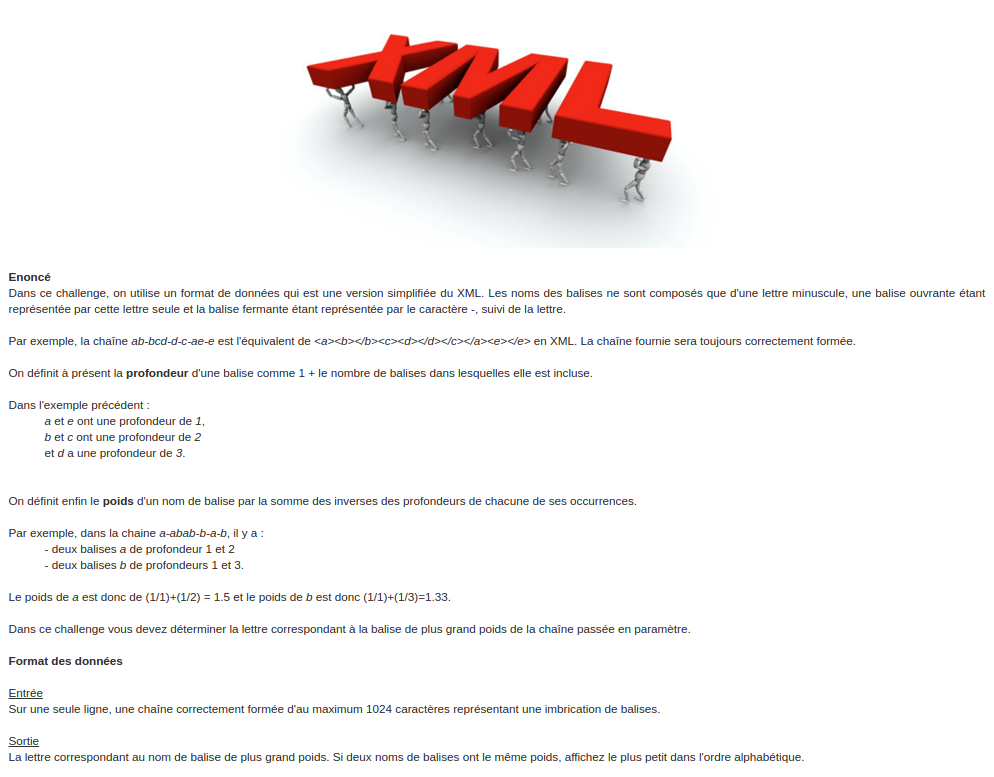 XML
Enoncé
Dans ce challenge, on utilise un format de données qui est une version simplifiée du XML. Les noms des balises ne sont composés que d'une lettre minuscule, une balise ouvrante étant
représentée par cette lettre seule et la balise fermante étant représentée par le caractère -, suivi de la lettre.
Par exemple, la chaîne ab-bcd-d-c-ae-e est l'équivalent de <a><b></b><c><d></d></c></a><e></e> en XML. La chaîne fournie sera toujours correctement formée.
On définit à présent la profondeur d'une balise comme 1 + le nombre de balises dans lesquelles elle est incluse.
Dans l'exemple précédent :
a et e ont une profondeur de 1,
b et c ont une profondeur de 2
et d a une profondeur de 3.
On définit enfin le poids d'un nom de balise par la somme des inverses des profondeurs de chacune de ses occurrences.
Par exemple, dans la chaine a-abab-b-a-b, il y a :
- deux balises a de profondeur 1 et 2
- deux balises b de profondeurs 1 et 3.
Le poids de a est donc de (1/1)+(1/2) = 1.5 et le poids de b est donc (1/1)+(1/3)=1.33.
Dans ce challenge vous devez déterminer la lettre correspondant à la balise de plus grand poids de la chaîne passée en paramètre.
Format des données
Entrée
Sur une seule ligne, une chaîne correctement formée d'au maximum 1024 caractères représentant une imbrication de balises.
Sortie
La lettre correspondant au nom de balise de plus grand poids. Si deux noms de balises ont le même poids, affichez le plus petit dans l'ordre alphabétique.